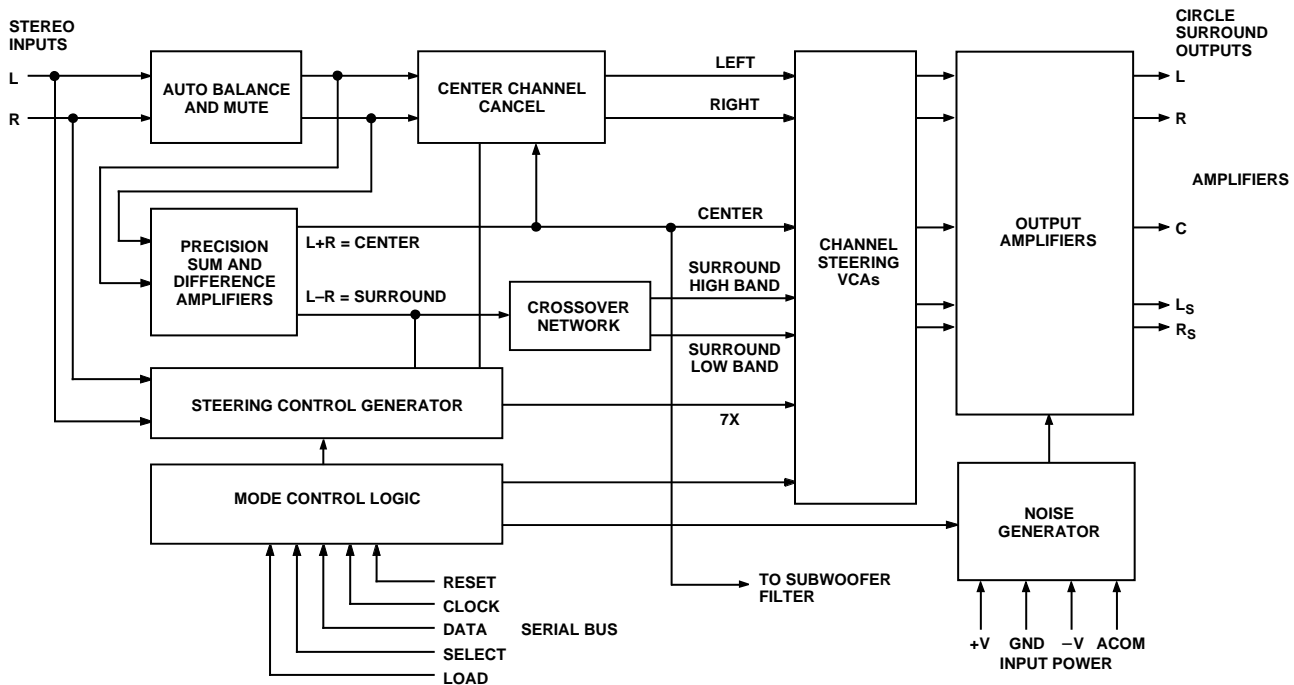 STEREO
INPUTS
L
R
AUTO BALANCE
AND MUTE
CENTER CHANNEL
CANCEL
LEFT
RIGHT
CIRCLE
SURROUND
OUTPUTS
L
R
AMPLIFIERS
PRECISION
SUM AND
DIFFERENCE
AMPLIFIERS
L+R = CENTER
L–R = SURROUND
CENTER
SURROUND
HIGH BAND
CROSSOVER
NETWORK
SURROUND
LOW BAND
CHANNEL
STEERING
VCAs
OUTPUT
AMPLIFIERS
C
LS
RS
STEERING CONTROL GENERATOR
7X
MODE CONTROL LOGIC
NOISE
GENERATOR
RESET
CLOCK
DATA SERIAL BUS
SELECT
LOAD
TO SUBWOOFER
FILTER
+V GND –V ACOM
INPUT POWER